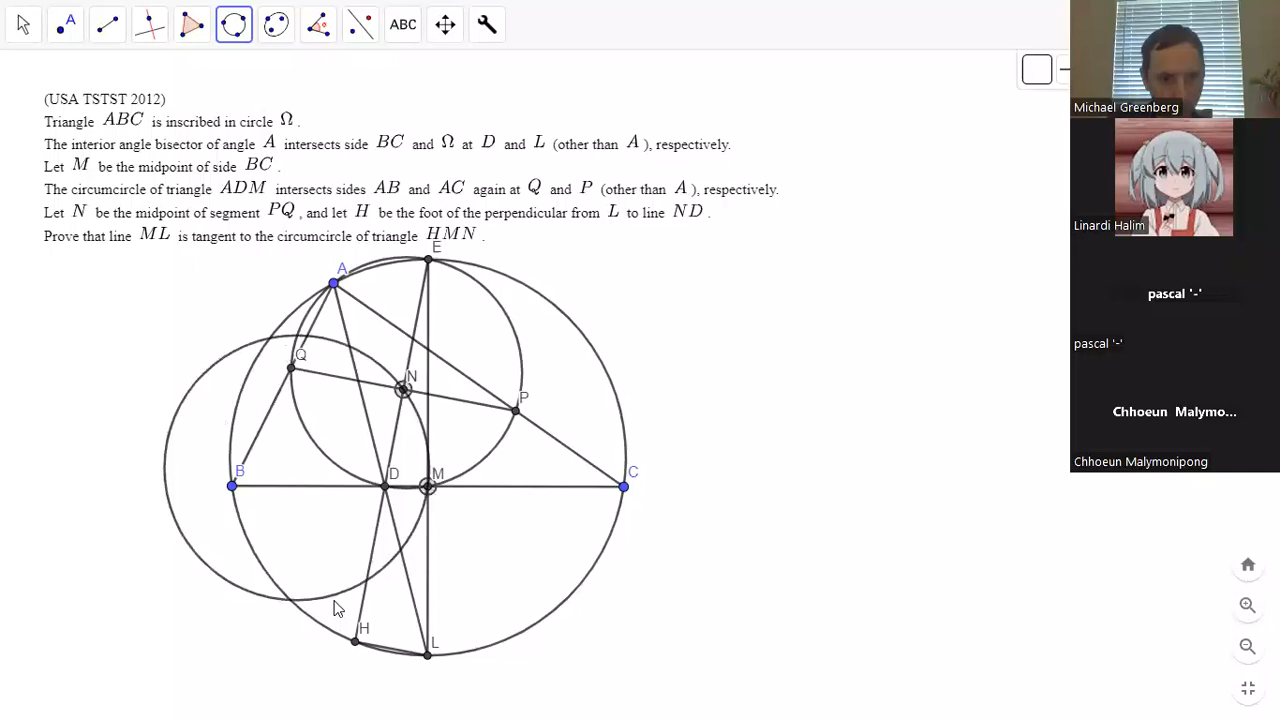 ABC
(USA TSTST 2012)
Triangle ABC is inscribed in circle Ω .
The interior angle bisector of angle A intersects side BC and Ω at D and L (other than A ), respectively.
Let M be the midpoint of side BC .
The circumcircle of triangle ADM intersects sides AB and AC again at Q and P (other than A ), respectively.
Let N be the midpoint of segment PQ , and let H be the foot of the perpendicular from L to line ND .
Prove that line ML is tangent to the circumcircle of triangle HMN .
E
A
Q
N
P
B
D
M
C
H
L
Michael Greenberg
Linardi Halim
pascal '-'
pascal '-'
Chhoeun Malymo...
Chhoeun Malymonipong
A